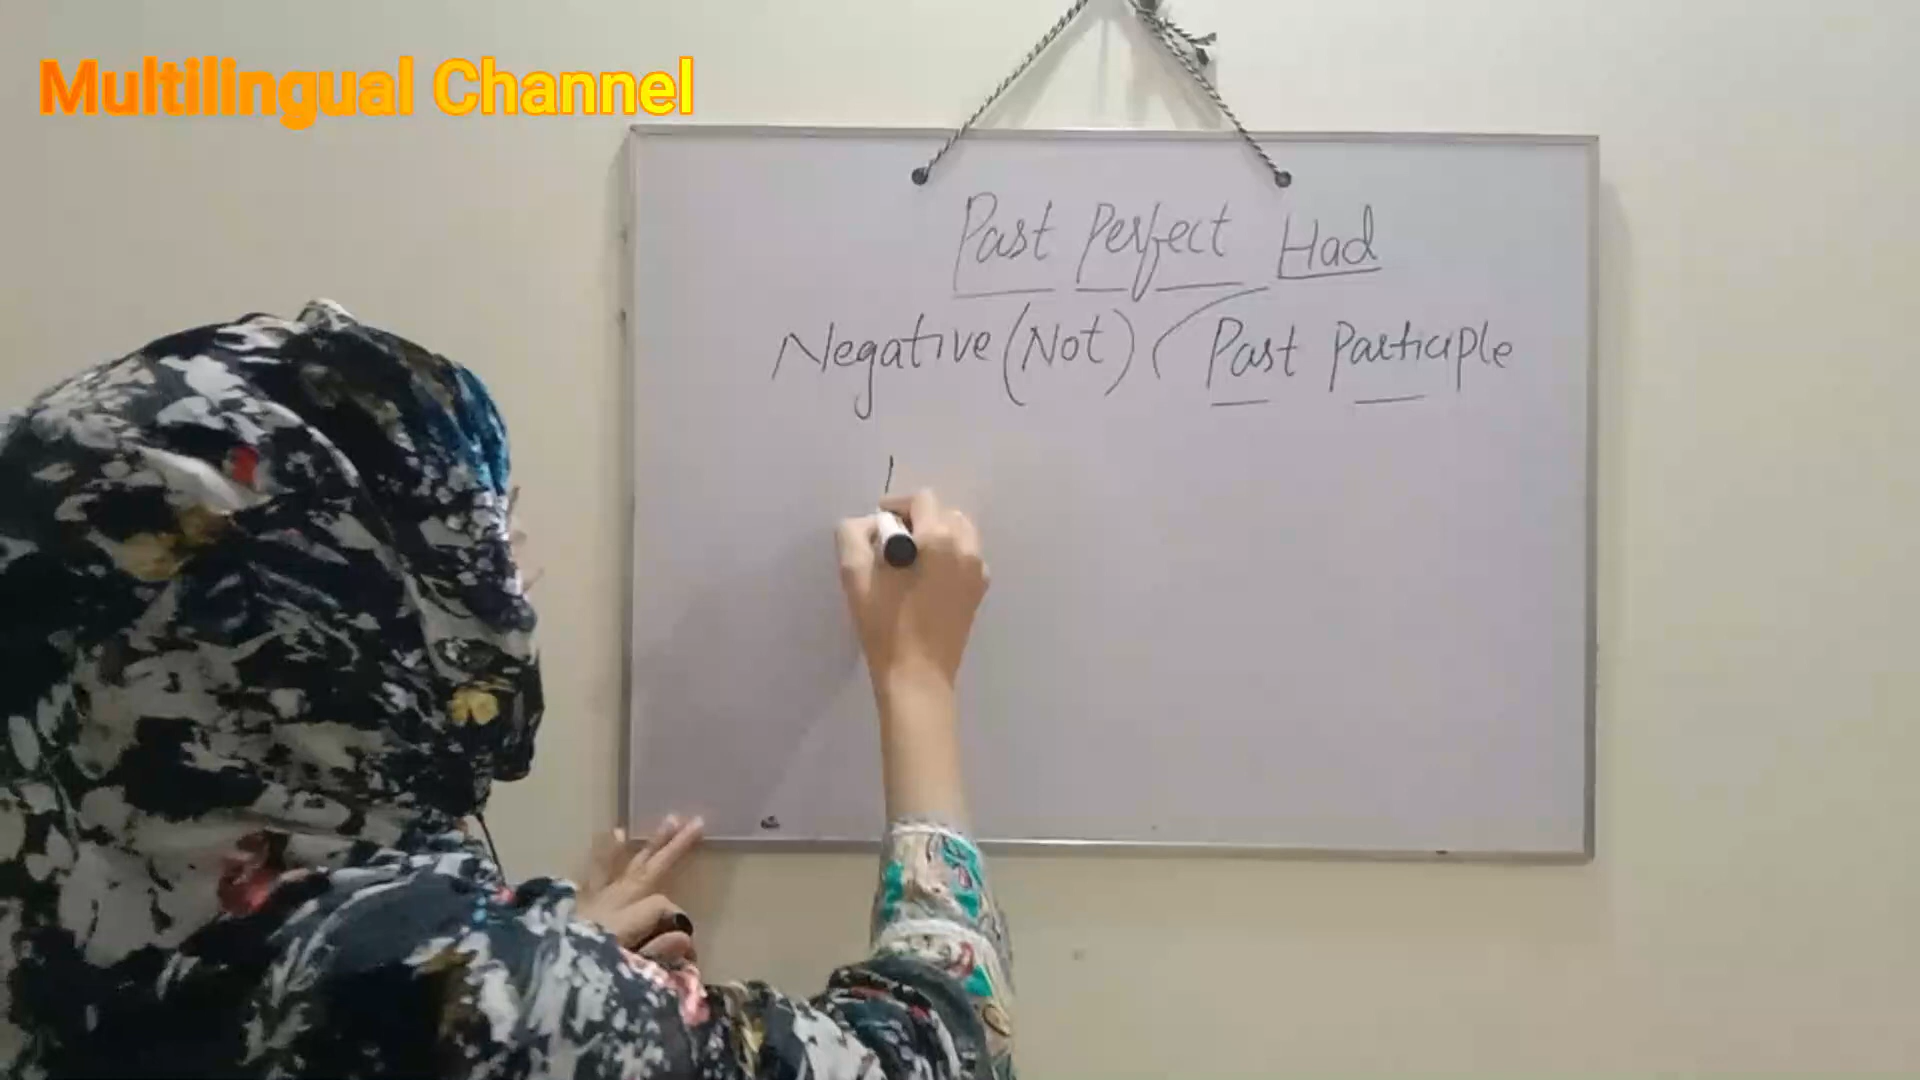 Multilingual Channel
Past Perfect Had
Negative (Not) ( Past Participle